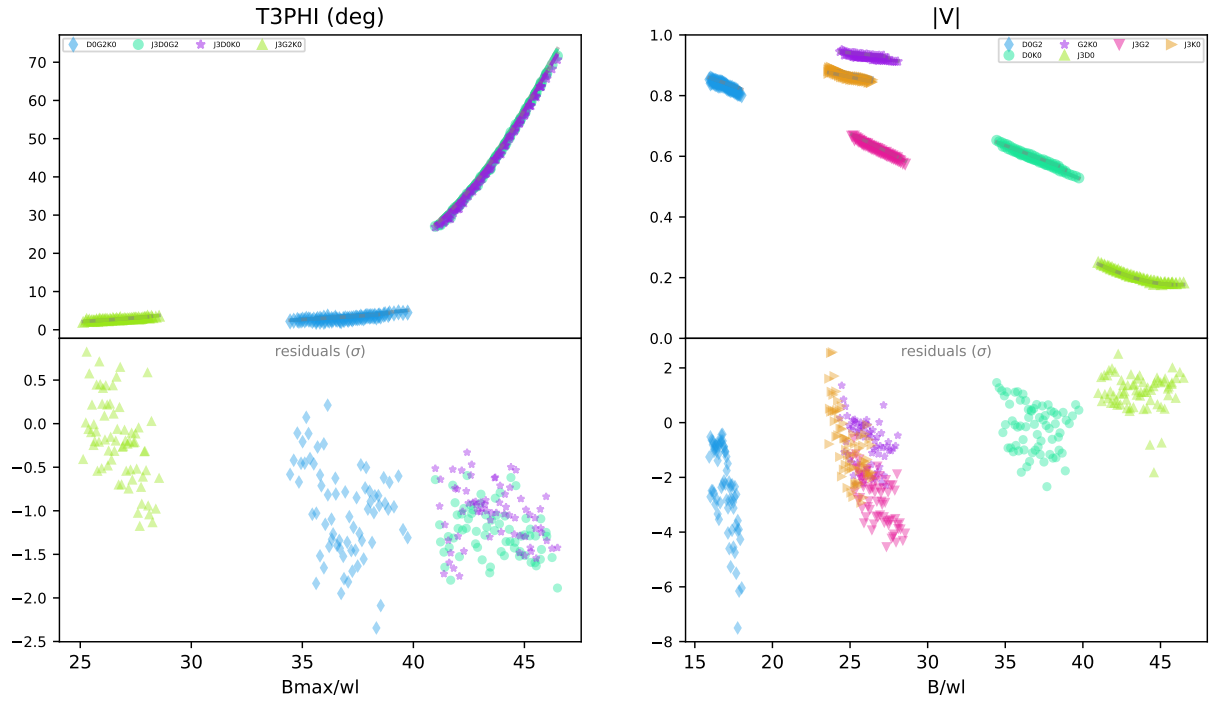 T3PHI (deg)
D0G2K0 J3D0G2 J3D0K0 J3G2K0
70
60
50
40
30
20
10
0
residuals (σ)
0.5
0.0
−0.5
−1.0
−1.5
−2.0
−2.5
25 30 35 40 45
Bmax/wl
|V|
D0G2 G2K0 J3G2 J3K0
D0K0 J3D0
1.0
0.8
0.6
0.4
0.2
0.0
residuals (σ)
2
0
−2
−4
−6
−8
15 20 25 30 35 40 45
B/wl